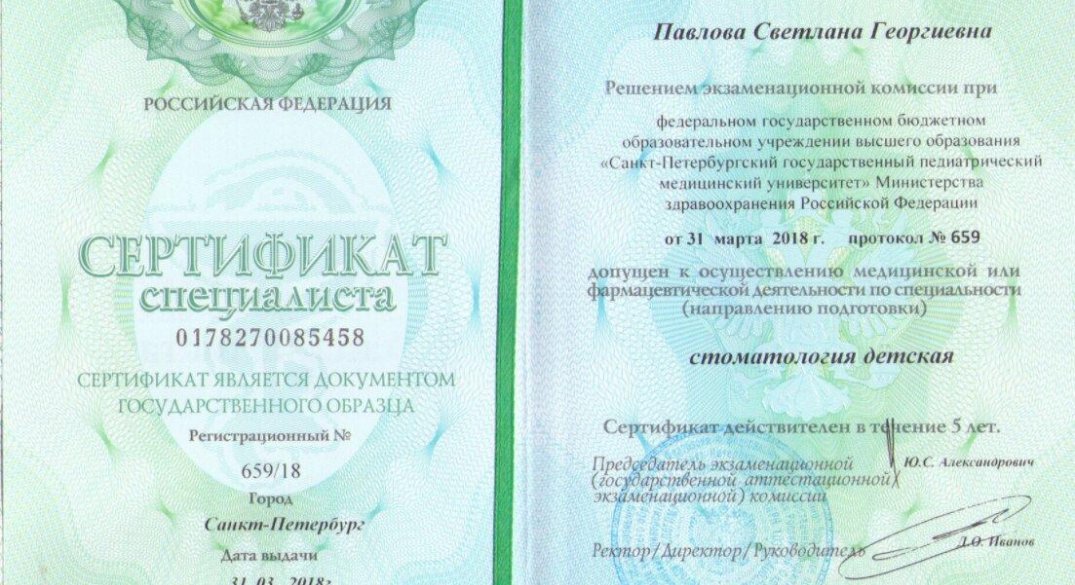 РОССИЙСКАЯ ФЕДЕРАЦИЯ
СЕРТИФИКАТ
специалиста
0178270085458
СЕРТИФИКАТ ЯВЛЯЕТСЯ ДОКУМЕНТОМ
ГОСУДАРСТВЕННОГО ОБРАЗЦА
Регистрационный №
659/18
Город
Санкт-Петербург
Дата выдачи
31.03. 2018г
Павлова Светлана Георгиевна
Решением экзаменационной комиссии при
федеральном государственном бюджетном
образовательном учреждении высшего образования
«Санкт-Петербургский государственный педиатрический
медицинский университет» Министерства
здравоохранения Российской Федерации
от 31 марта 2018 г. протокол № 659
допущен к осуществлению медицинской или
фармацевтической деятельности по специальности
(направлению подготовки)
стоматология детская
Сертификат действителен в течение 5 лет.
Председатель экзаменационной
(государственной аттестационной,
экзаменационной) комиссии
Ю.С. Александрович
Ректор/Директор/Руководитель
Д.О. Иванов